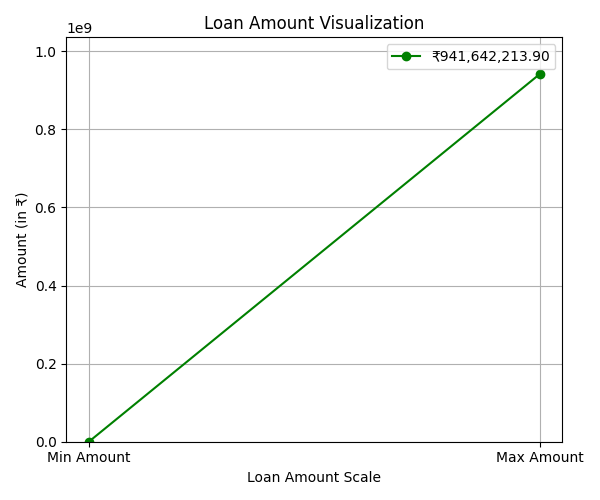 Loan Amount Visualization
1e9
₹941,642,213.90
1.0
0.8
0.6
0.4
0.2
0.0
Amount (in ₹)
Min Amount
Max Amount
Loan Amount Scale